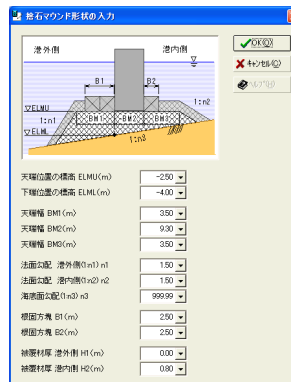 捨石マウンド形状の入力
港外側
港内側
B1
B2
▽ELMU
1:n1
▽ELML
BM1
BM2
BM3
1:n2
1:n3
OK(O)
キャンセル(C)
ヘルプ(H)
天端位置の標高 ELMU(m) -2.50
下端位置の標高 ELML(m) -4.00
天端幅 BM1(m) 3.50
天端幅 BM2(m) 9.30
天端幅 BM3(m) 3.50
法面勾配 港外側(1:n1) n1 1.50
法面勾配 港内側(1:n2) n2 1.50
海底面勾配(1:n3) n3 999.99
根固方塊 B1(m) 2.50
根固方塊 B2(m) 2.50
被覆材厚 港外側 H1(m) 0.00
被覆材厚 港内側 H2(m) 0.80